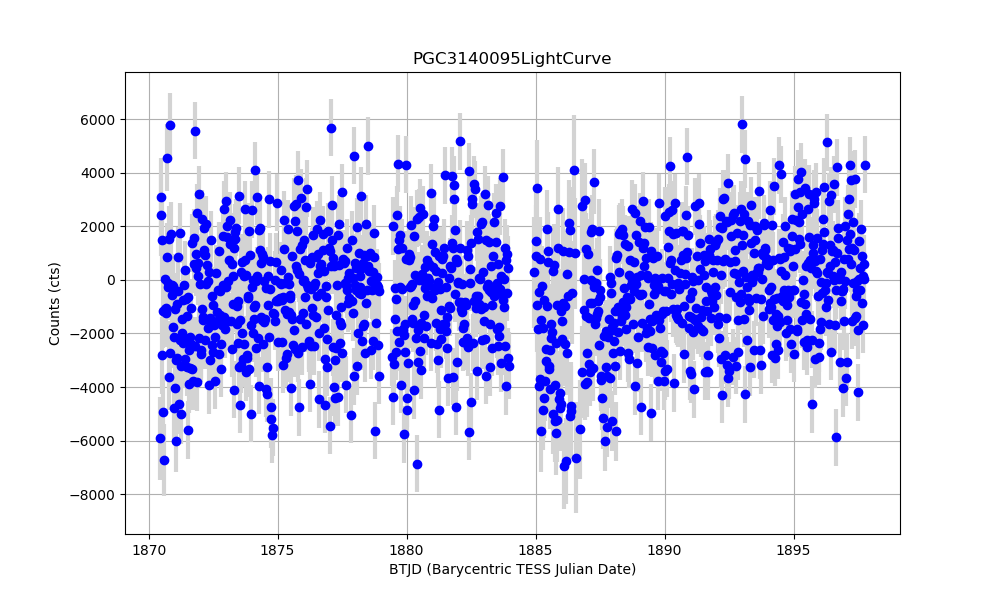 PGC3140095LightCurve
6000
4000
2000
0
−2000
−4000
−6000
−8000
Counts (cts)
1870 1875 1880 1885 1890 1895
BTJD (Barycentric TESS Julian Date)